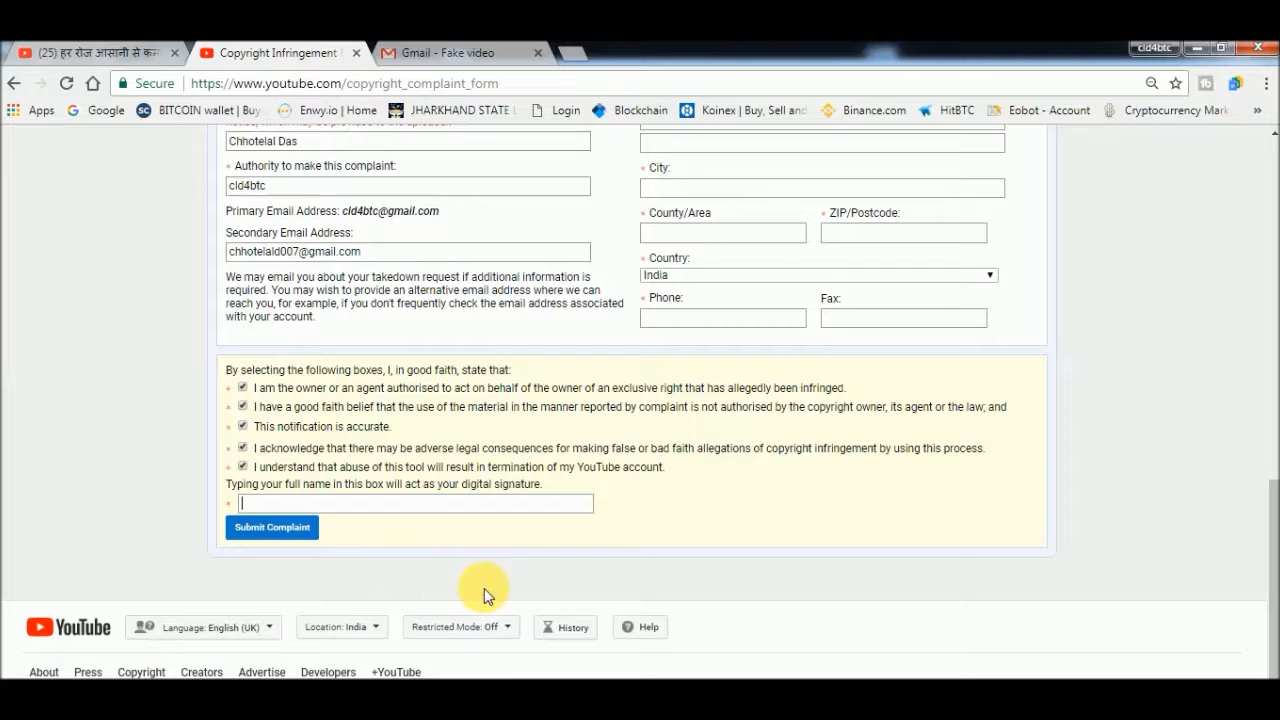 (25) हर रोज आसानी से कम
Copyright Infringement
Gmail - Fake video
cld4btc
Secure
https://www.youtube.com/copyright_complaint_form
Apps
Google
BITCOIN wallet | Buy
Enwy.io | Home
JHARKHAND STATE
Login
Blockchain
Koinex | Buy, Sell and
Binance.com
HitBTC
Eobot - Account
Cryptocurrency Mark
»
Chhotelal Das
* Authority to make this complaint:
cld4btc
Primary Email Address: cld4btc@gmail.com
Secondary Email Address:
chhotelald007@gmail.com
We may email you about your takedown request if additional information is
required. You may wish to provide an alternative email address where we can
reach you, for example, if you don't frequently check the email address associated
with your account.
* City:
* County/Area
* ZIP/Postcode:
* Country:
India
* Phone:
Fax:
By selecting the following boxes, I, in good faith, state that:
* I am the owner or an agent authorised to act on behalf of the owner of an exclusive right that has allegedly been infringed.
* I have a good faith belief that the use of the material in the manner reported by complaint is not authorised by the copyright owner, its agent or the law; and
* This notification is accurate.
* I acknowledge that there may be adverse legal consequences for making false or bad faith allegations of copyright infringement by using this process.
* I understand that abuse of this tool will result in termination of my YouTube account.
Typing your full name in this box will act as your digital signature.
*
Submit Complaint
YouTube
Language: English (UK)
Location: India
Restricted Mode: Off
History
Help
About
Press
Copyright
Creators
Advertise
Developers
+YouTube